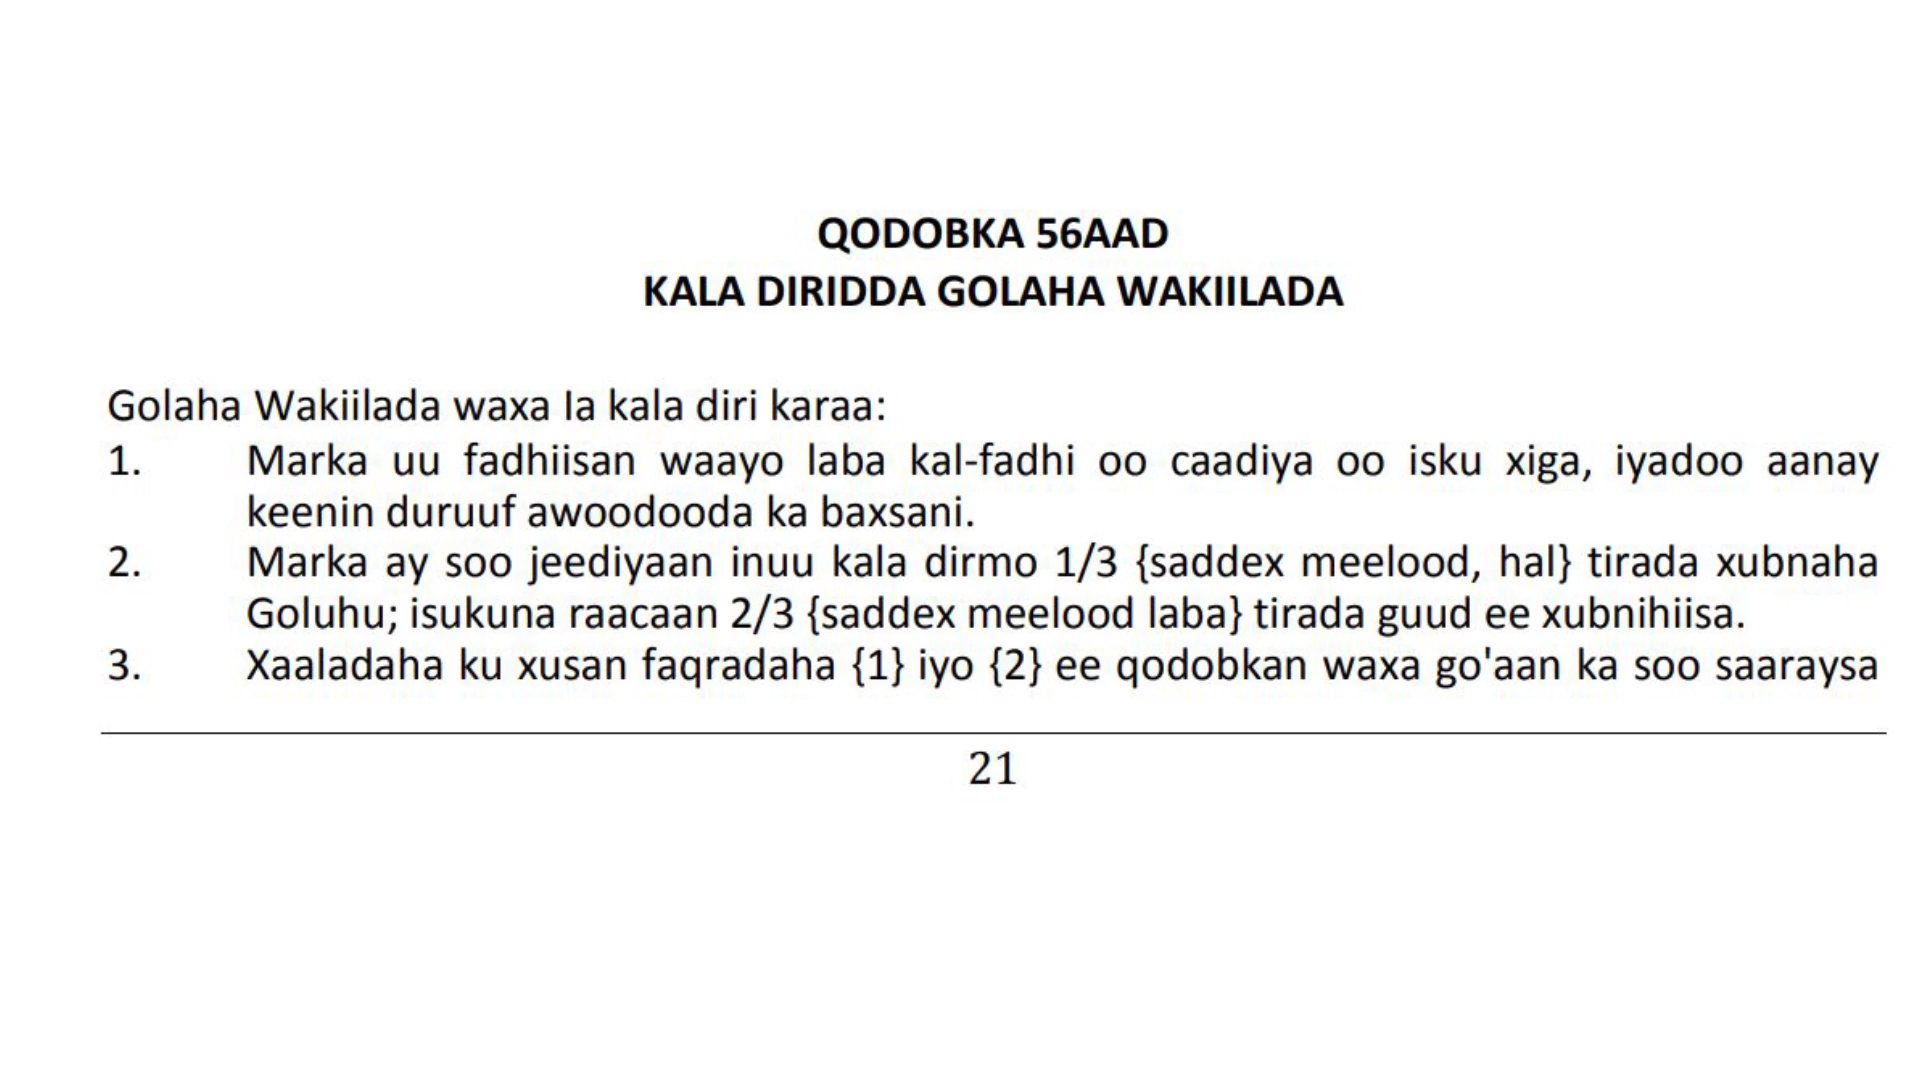 QODOBKA 56AAD
KALA DIRIDDA GOLAHA WAKIILADA
Golaha Wakiilada waxa Ia kala diri karaa:
1. Marka uu fadhiisan waayo laba kal-fadhi oo caadiya oo isku xiga, iyadoo aanay
keenin duruuf awoodooda ka baxsani.
2. Marka ay soo jeediyaan inuu kala dirmo 1/3 {saddex meelood, hal} tirada xubnaha
Goluhu; isukuna raacaan 2/3 {saddex meelood laba} tirada guud ee xubnihiisa.
3. Xaaladaha ku xusan faqradaha {1} iyo {2} ee qodobkan waxa go'aan ka soo saaraysa
21